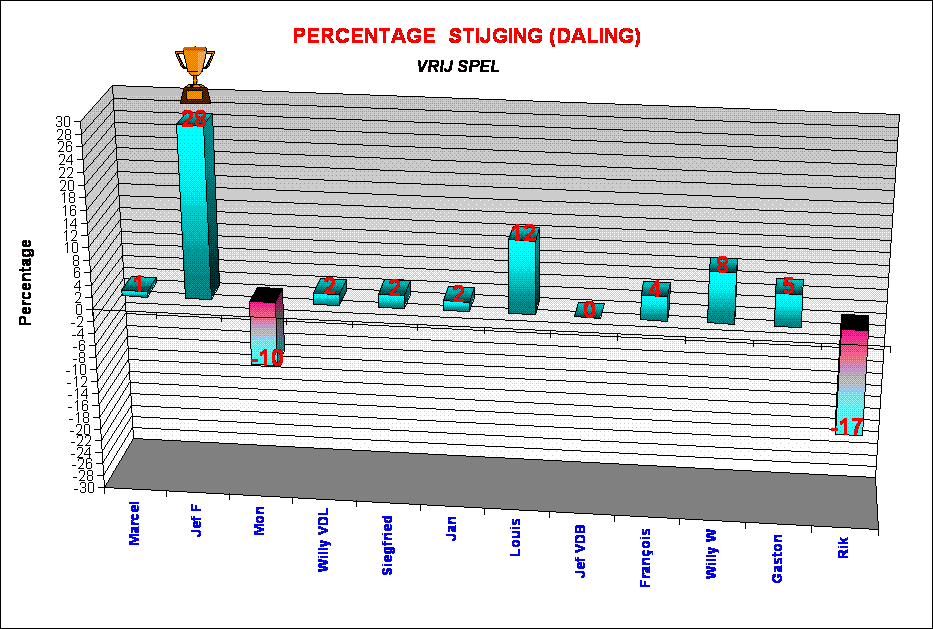 PERCENTAGE STIJGING (DALING)
VRIJ SPEL
Percentage
30
28
26
24
22
20
18
16
14
12
10
8
6
4
2
0
-2
-4
-6
-8
-10
-12
-14
-16
-18
-20
-22
-24
-26
-28
-30
1
28
-10
2
2
2
12
0
4
8
5
-17
Marcel
Jef F
Mon
Willy VDL
Siegfried
Jan
Louis
Jef VDB
François
Willy W
Gaston
Rik